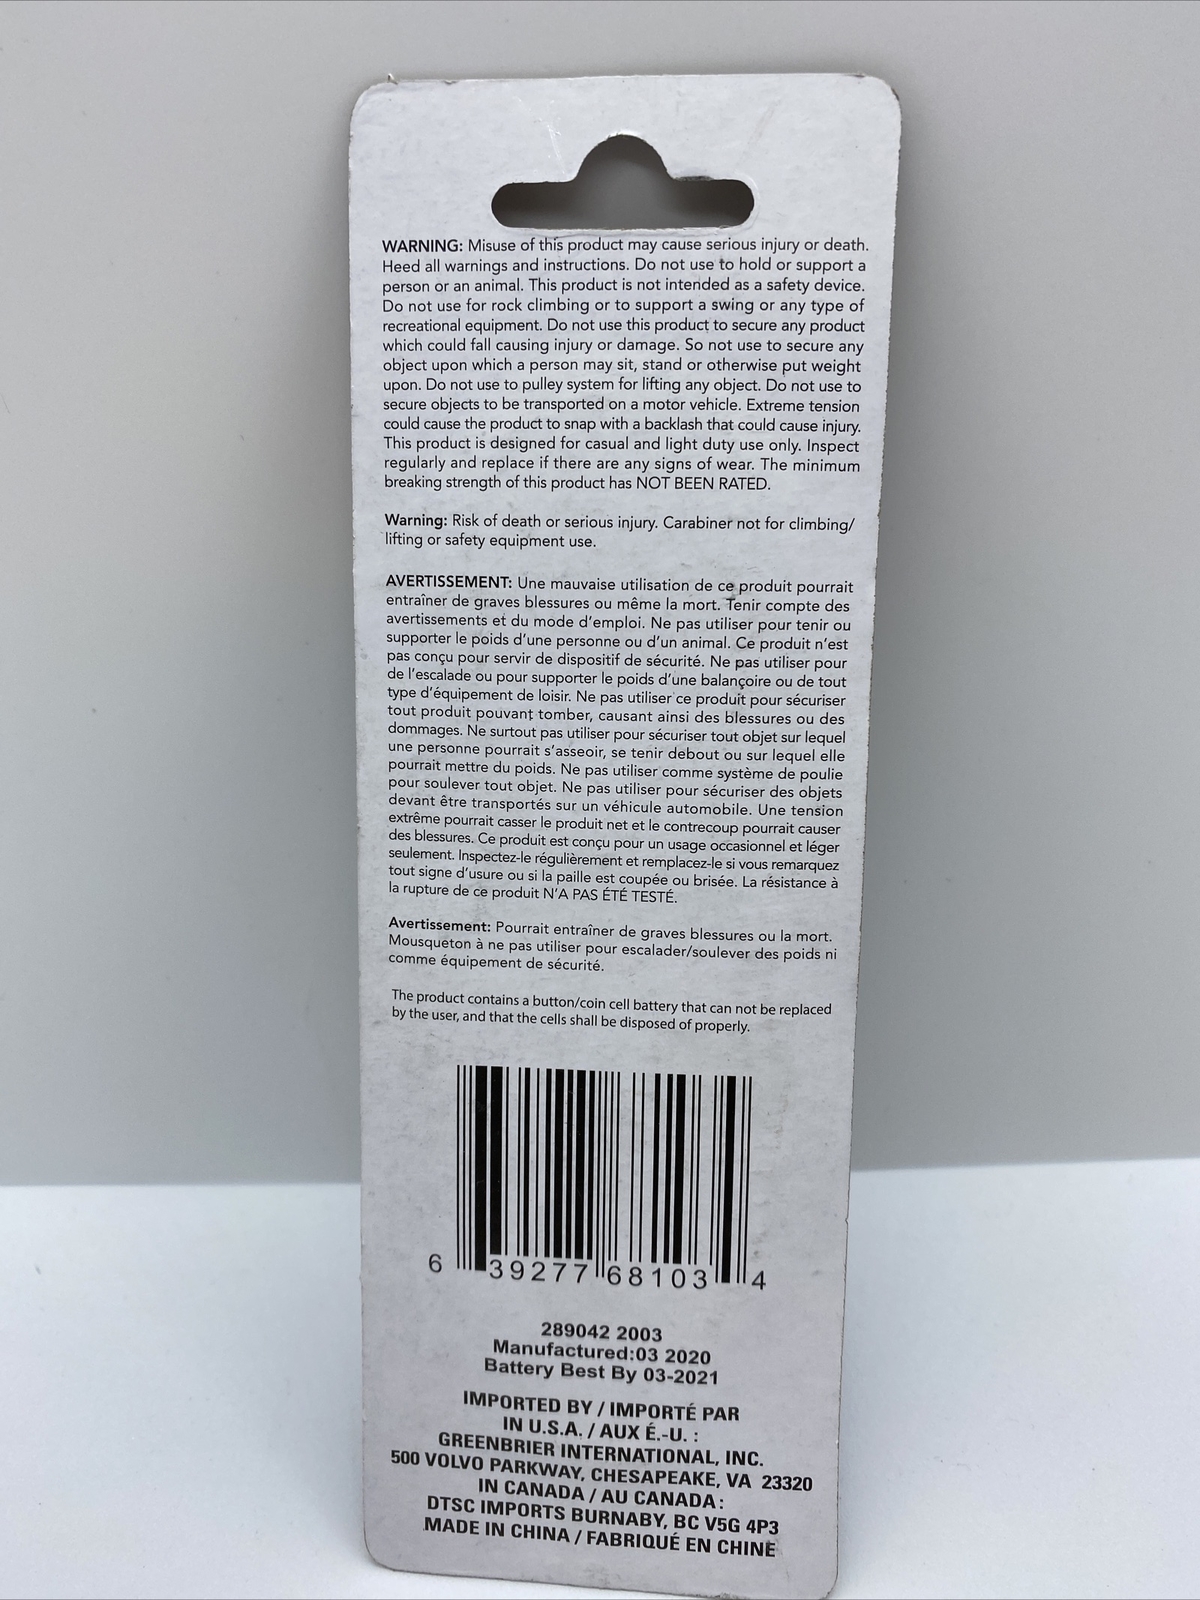 WARNING: Misuse of this product may cause serious injury or death.
Heed all warnings and instructions. Do not use to hold or support a
person or an animal. This product is not intended as a safety device.
Do not use for rock climbing or to support a swing or any type of
recreational equipment. Do not use this product to secure any product
which could fall causing injury or damage. So not use to secure any
object upon which a person may sit, stand or otherwise put weight
upon. Do not use to pulley system for lifting any object. Do not use to
secure objects to be transported on a motor vehicle. Extreme tension
could cause the product to snap with a backlash that could cause injury.
This product is designed for casual and light duty use only. Inspect
regularly and replace if there are any signs of wear. The minimum
breaking strength of this product has NOT BEEN RATED.
Warning: Risk of death or serious injury. Carabiner not for climbing/
lifting or safety equipment use.
AVERTISSEMENT: Une mauvaise utilisation de ce produit pourrait
entraîner de graves blessures ou même la mort. Tenir compte des
avertissements et du mode d'emploi. Ne pas utiliser pour tenir ou
supporter le poids d'une personne ou d'un animal. Ce produit n'est
pas conçu pour servir de dispositif de sécurité. Ne pas utiliser pour
de l'escalade ou pour supporter le poids d'une balançoire ou de tout
type d'équipement de loisir. Ne pas utiliser ce produit pour sécuriser
tout produit pouvant tomber, causant ainsi des blessures ou des
dommages. Ne surtout pas utiliser pour sécuriser tout objet sur lequel
une personne pourrait s'asseoir, se tenir debout ou sur lequel elle
pourrait mettre du poids. Ne pas utiliser comme système de poulie
pour soulever tout objet. Ne pas utiliser pour sécuriser des objets
devant être transportés sur un véhicule automobile. Une tension
extrême pourrait casser le produit net et le contrecoup pourrait causer
des blessures. Ce produit est conçu pour un usage occasionnel et léger
seulement. Inspectez-le régulièrement et remplacez-le si vous remarquez
tout signe d'usure ou si la paille est coupée ou brisée. La résistance à
la rupture de ce produit N'A PAS ÉTÉ TESTÉ.
Avertissement: Pourrait entraîner de graves blessures ou la mort.
Mousqueton à ne pas utiliser pour escalader/soulever des poids ni
comme équipement de sécurité.
The product contains a button/coin cell battery that can not be replaced
by the user, and that the cells shall be disposed of properly.
6 39277 68103 4
289042 2003
Manufactured:03 2020
Battery Best By 03-2021
IMPORTED BY / IMPORTÉ PAR
IN U.S.A. / AUX É.-U. :
GREENBRIER INTERNATIONAL, INC.
500 VOLVO PARKWAY, CHESAPEAKE, VA 23320
IN CANADA / AU CANADA:
DTSC IMPORTS BURNABY, BC V5G 4P3
MADE IN CHINA / FABRIQUÉ EN CHINE